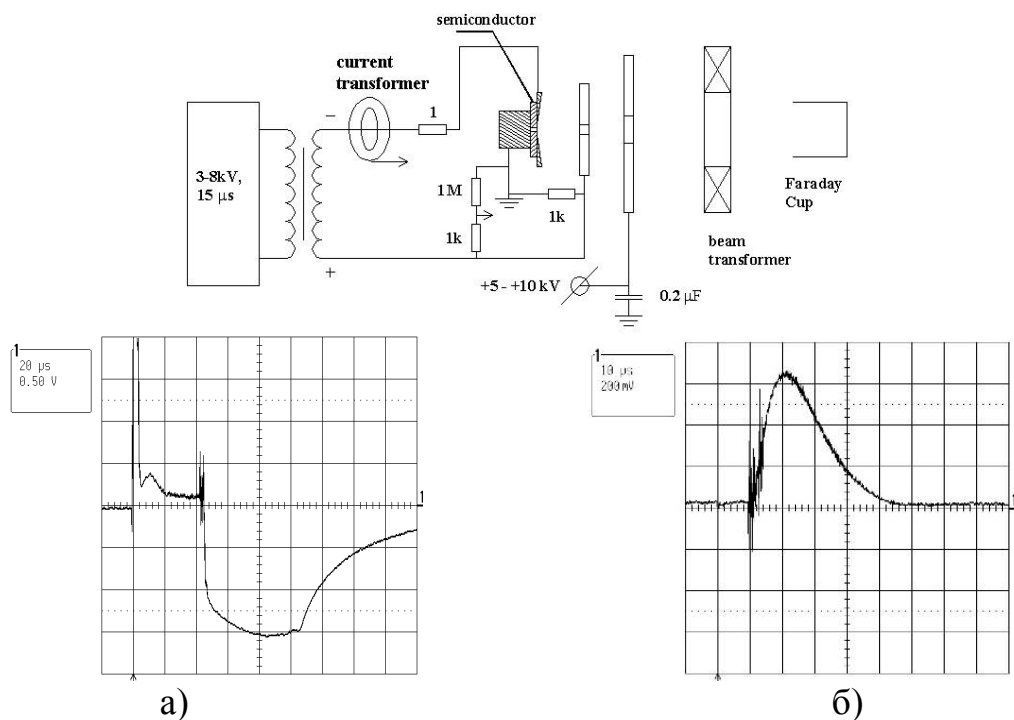 semiconductor
current
transformer
−
1
3-8kV,
15 μs
1M
1k
1k
+
+5 - +10 kV
0.2 μF
beam
transformer
Faraday
Cup
1
20 μs
0.50 V
1
1
10 μs
200mV
1
а)
б)